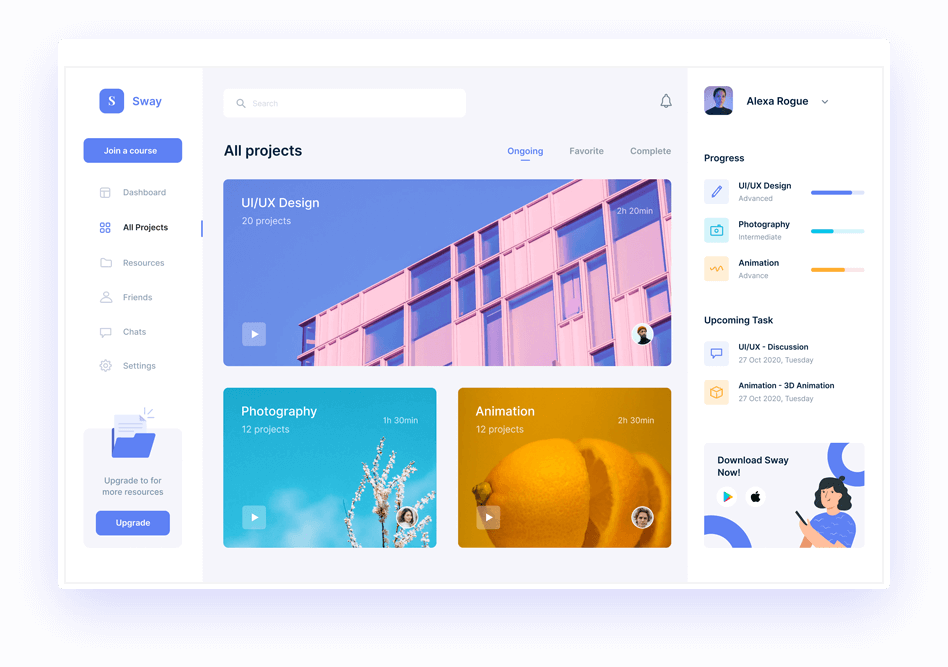 S
Sway
Join a course
Dashboard
All Projects
Resources
Friends
Chats
Settings
Upgrade to for
more resources
Upgrade
Search
All projects
Ongoing
Favorite
Complete
UI/UX Design
20 projects
2h 20min
Photography
12 projects
1h 30min
Animation
12 projects
2h 30min
Alexa Rogue
Progress
UI/UX Design
Advanced
Photography
Intermediate
Animation
Advance
Upcoming Task
UI/UX - Discussion
27 Oct 2020, Tuesday
Animation - 3D Animation
27 Oct 2020, Tuesday
Download Sway
Now!